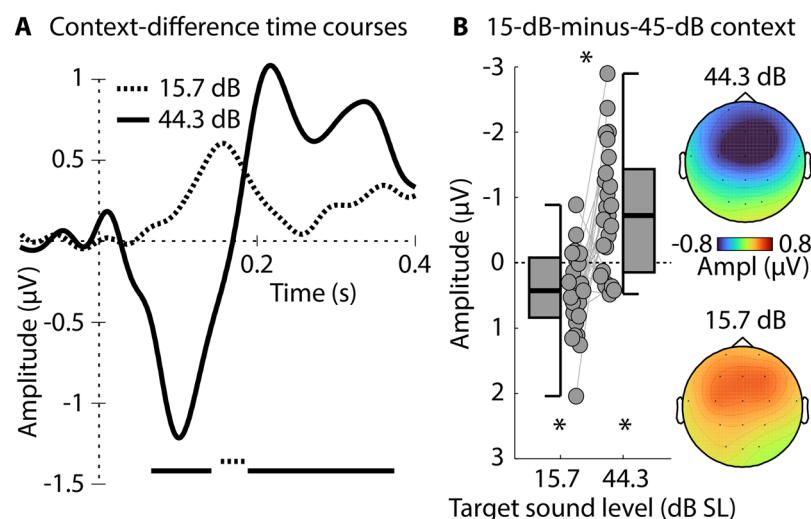 A Context-difference time courses
15.7 dB
44.3 dB
1
0.5
-0.5
-1
-1.5
0.2
0.4
Time (s)
Amplitude (μV)
B 15-dB-minus-45-dB context
-3
-2
-1
0
1
2
3
*
* *
15.7 44.3
Amplitude (μV)
Target sound level (dB SL)
44.3 dB
-0.8 0.8
Ampl (μV)
15.7 dB